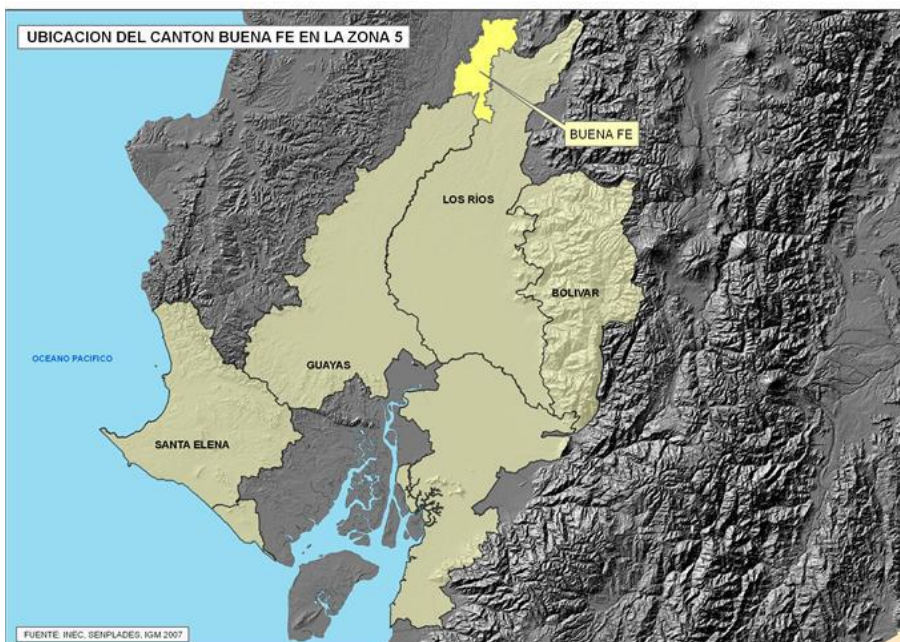 UBICACION DEL CANTON BUENA FE EN LA ZONA 5
BUENA FE
LOS RÍOS
BOLIVAR
OCEANO PACIFICO
GUAYAS
SANTA ELENA
FUENTE: INEC, SENPLADES, IGM 2007